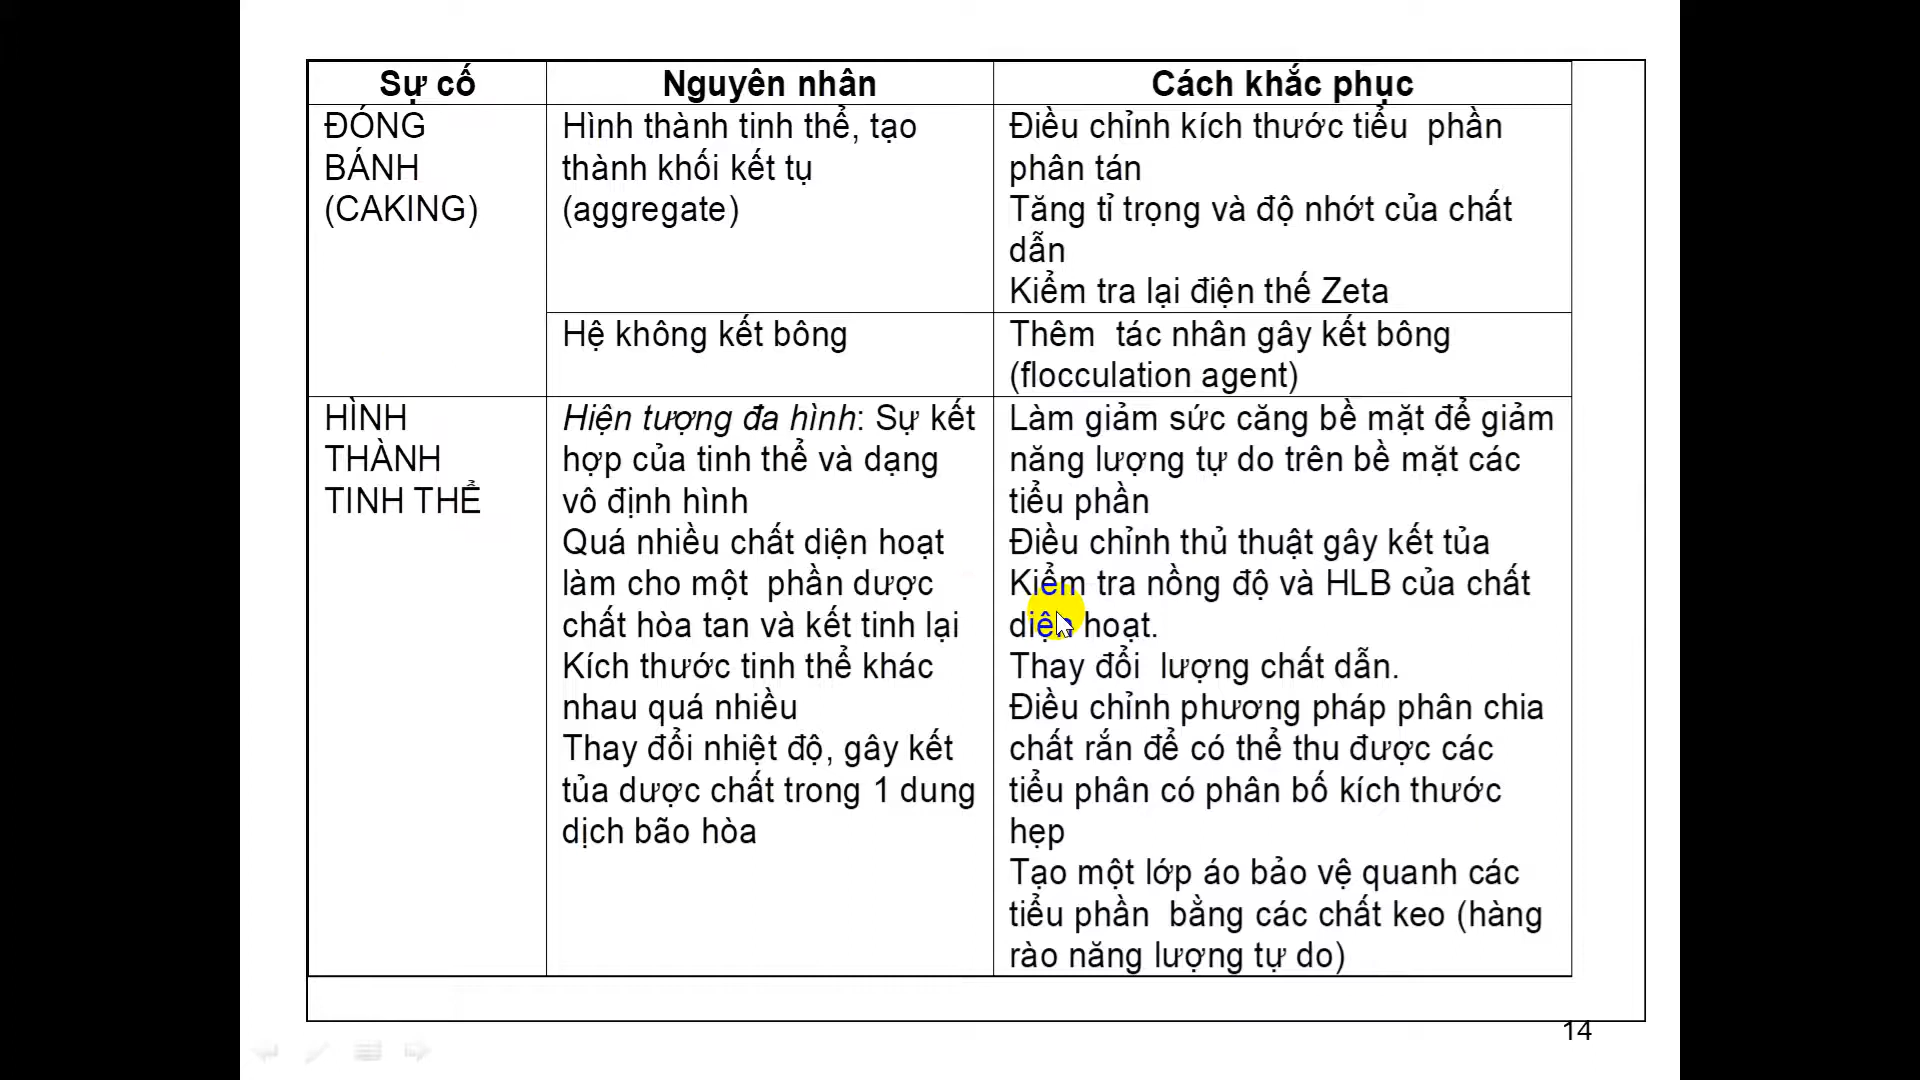 Sự cố
Nguyên nhân
Cách khắc phục
ĐÓNG
BÁNH
(CAKING)
Hình thành tinh thể, tạo
thành khối kết tụ
(aggregate)
Điều chỉnh kích thước tiểu phần
phân tán
Tăng tỉ trọng và độ nhớt của chất
dẫn
Kiểm tra lại điện thế Zeta
Hệ không kết bông
Thêm tác nhân gây kết bông
(flocculation agent)
HÌNH
THÀNH
TINH THỂ
Hiện tượng đa hình: Sự kết
hợp của tinh thể và dạng
vô định hình
Quá nhiều chất diện hoạt
làm cho một phần dược
chất hòa tan và kết tinh lại
Kích thước tinh thể khác
nhau quá nhiều
Thay đổi nhiệt độ, gây kết
tủa dược chất trong 1 dung
dịch bão hòa
Làm giảm sức căng bề mặt để giảm
năng lượng tự do trên bề mặt các
tiểu phần
Điều chỉnh thủ thuật gây kết tủa
Kiểm tra nồng độ và HLB của chất
diện hoạt.
Thay đổi lượng chất dẫn.
Điều chỉnh phương pháp phân chia
chất rắn để có thể thu được các
tiểu phân có phân bố kích thước
hẹp
Tạo một lớp áo bảo vệ quanh các
tiểu phần bằng các chất keo (hàng
rào năng lượng tự do)
14